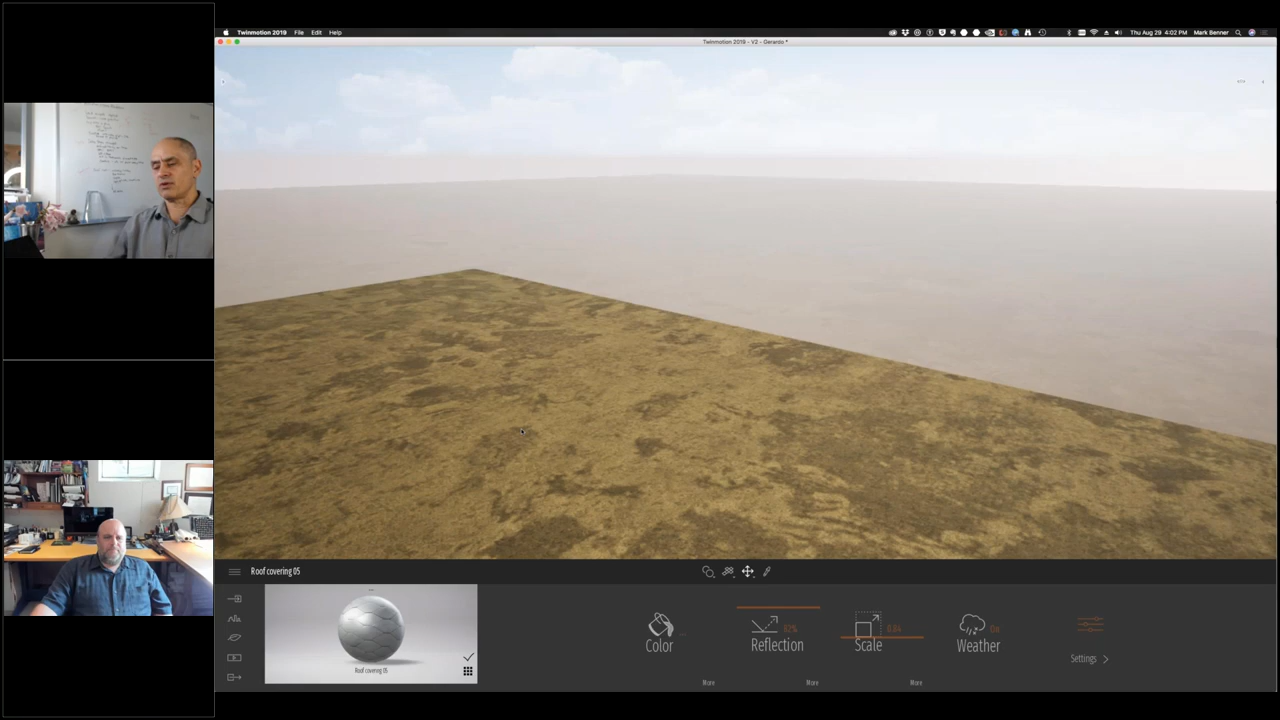 Twinmotion 2019 File Edit Help
Thu Aug 29 4:02 PM Mark Benner
Twinmotion 2019 - V2 - Gerardo *
Roof covering 05
Roof covering 05
Color
Reflection
Scale
Weather On
Settings
More
More
More